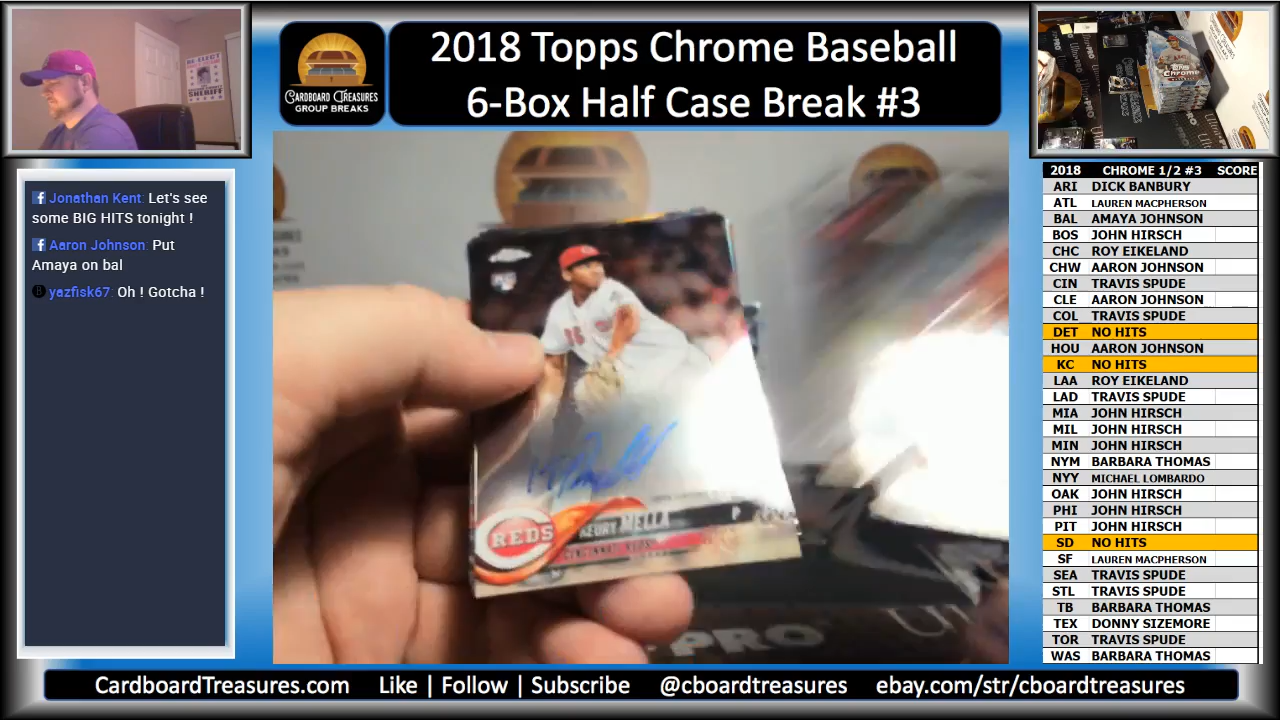 2018 Topps Chrome Baseball
6-Box Half Case Break #3
CARDBOARD TREASURES
GROUP BREAKS
RE-ELECT
SHERIFF
Jonathan Kent: Let's see
some BIG HITS tonight !
Aaron Johnson: Put
Amaya on bal
yazfisk67: Oh ! Gotcha !
REDS
KEURY MELLA
P
CINCINNATI REDS
PRO
Topps
Chrome
2018 CHROME 1/2 #3 SCORE
ARI DICK BANBURY
ATL LAUREN MACPHERSON
BAL AMAYA JOHNSON
BOS JOHN HIRSCH
CHC ROY EIKELAND
CHW AARON JOHNSON
CIN TRAVIS SPUDE
CLE AARON JOHNSON
COL TRAVIS SPUDE
DET NO HITS
HOU AARON JOHNSON
KC NO HITS
LAA ROY EIKELAND
LAD TRAVIS SPUDE
MIA JOHN HIRSCH
MIL JOHN HIRSCH
MIN JOHN HIRSCH
NYM BARBARA THOMAS
NYY MICHAEL LOMBARDO
OAK JOHN HIRSCH
PHI JOHN HIRSCH
PIT JOHN HIRSCH
SD NO HITS
SF LAUREN MACPHERSON
SEA TRAVIS SPUDE
STL TRAVIS SPUDE
TB BARBARA THOMAS
TEX DONNY SIZEMORE
TOR TRAVIS SPUDE
WAS BARBARA THOMAS
CardboardTreasures.com Like | Follow | Subscribe @cboardtreasures ebay.com/str/cboardtreasures